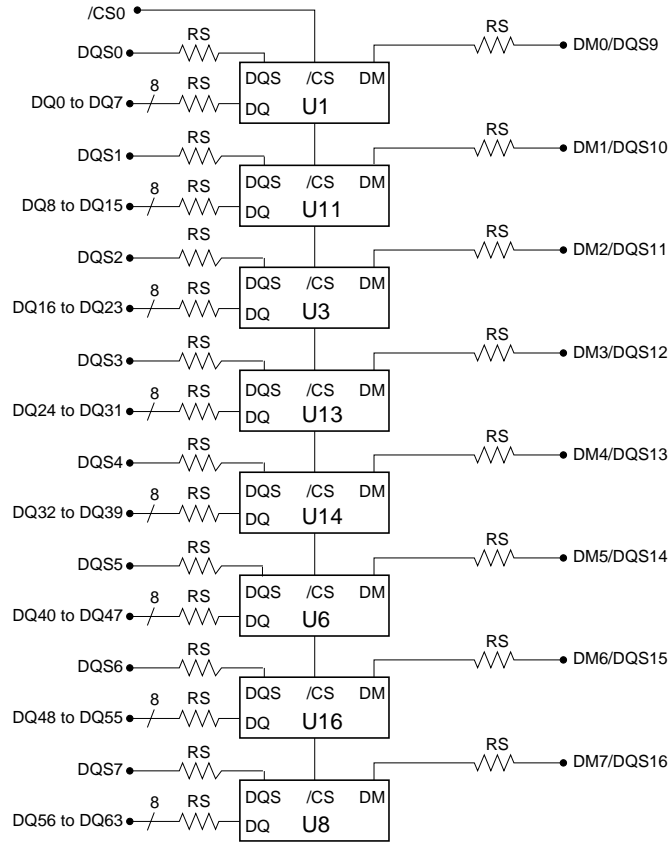 /CS0
RS
DQS0
RS
DM0/DQS9
DQS /CS DM
8
RS
DQ0 to DQ7
DQ
U1
RS
DQS1
RS
DM1/DQS10
DQS /CS DM
8
RS
DQ8 to DQ15
DQ
U11
RS
DQS2
RS
DM2/DQS11
DQS /CS DM
8
RS
DQ16 to DQ23
DQ
U3
RS
DQS3
RS
DM3/DQS12
DQS /CS DM
8
RS
DQ24 to DQ31
DQ
U13
RS
DQS4
RS
DM4/DQS13
DQS /CS DM
8
RS
DQ32 to DQ39
DQ
U14
RS
DQS5
RS
DM5/DQS14
DQS /CS DM
8
RS
DQ40 to DQ47
DQ
U6
RS
DQS6
RS
DM6/DQS15
DQS /CS DM
8
RS
DQ48 to DQ55
DQ
U16
RS
DQS7
RS
DM7/DQS16
DQS /CS DM
8
RS
DQ56 to DQ63
DQ
U8